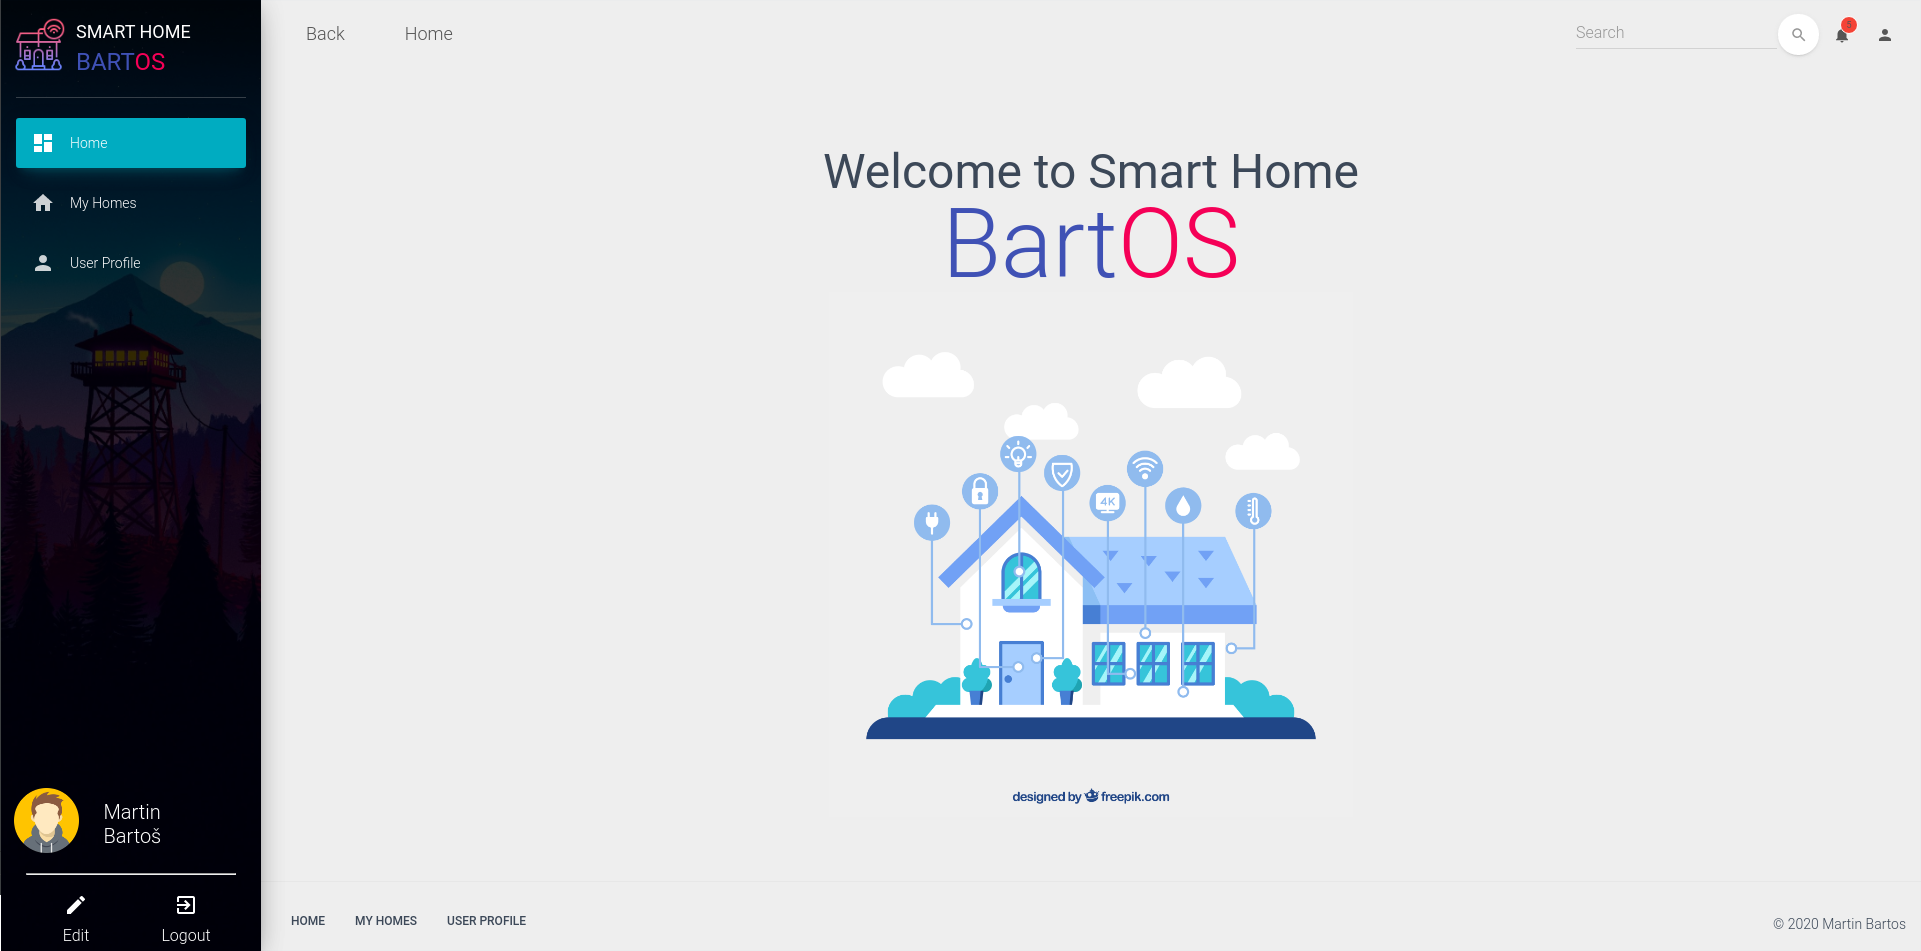 SMART HOME
BARTOS
Back Home
Search
5
Home
My Homes
User Profile
Welcome to Smart Home
BartOS
4K
designed by freepik.com
Martin
Bartoš
Edit Logout
HOME MY HOMES USER PROFILE
© 2020 Martin Bartos